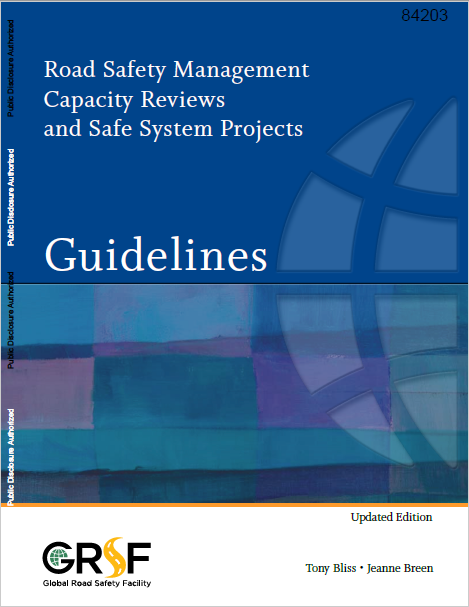 84203
Road Safety Management
Capacity Reviews
and Safe System Projects
Guidelines
Public Disclosure Authorized
Public Disclosure Authorized
Public Disclosure Authorized
Public Disclosure Authorized
Updated Edition
GRSF
Global Road Safety Facility
Tony Bliss • Jeanne Breen